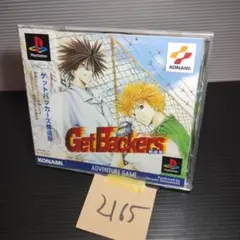 PlayStation
KONAMI
ゲットバッカーズ奪還屋
GetBackers
KONAMI
ADVENTURE GAME
2165